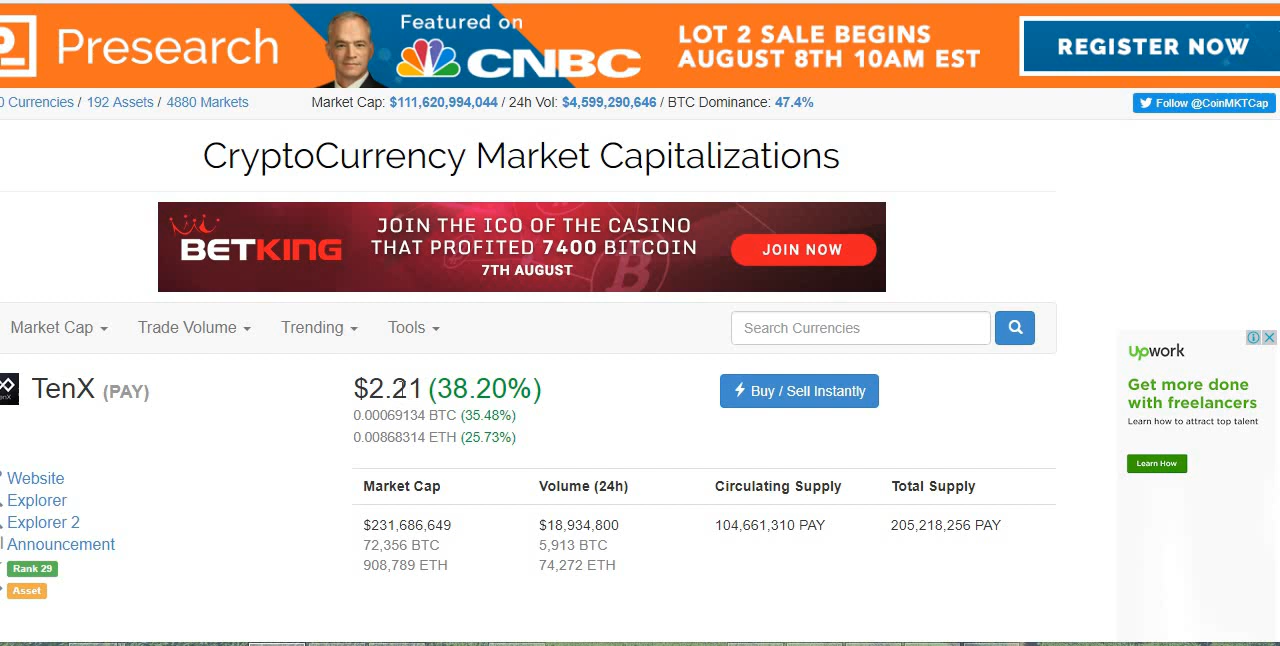 Presearch
Featured on
CNBC
LOT 2 SALE BEGINS
AUGUST 8TH 10AM EST
REGISTER NOW
Currencies / 192 Assets / 4880 Markets
Market Cap: $111,620,994,044 / 24h Vol: $4,599,290,646 / BTC Dominance: 47.4%
Follow @CoinMKTCap
CryptoCurrency Market Capitalizations
BETKING
JOIN THE ICO OF THE CASINO
THAT PROFITED 7400 BITCOIN
7TH AUGUST
JOIN NOW
Market Cap Trade Volume Trending Tools
Search Currencies
TenX (PAY)
$2.21 (38.20%)
0.00069134 BTC (35.48%)
0.00868314 ETH (25.73%)
Buy / Sell Instantly
Website
Explorer
Explorer 2
Announcement
Rank 29
Asset
Market Cap Volume (24h) Circulating Supply Total Supply
$231,686,649 $18,934,800 104,661,310 PAY 205,218,256 PAY
72,356 BTC 5,913 BTC
908,789 ETH 74,272 ETH
Upwork
Get more done
with freelancers
Learn how to attract top talent
Learn How